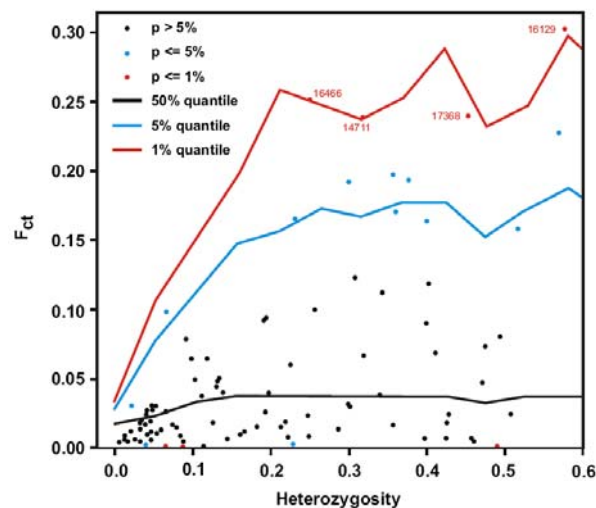 0.30
0.25
0.20
0.15
0.10
0.05
0.00
Fct
p > 5%
p <= 5%
p <= 1%
50% quantile
5% quantile
1% quantile
16129
16466
14711
17368
0.0 0.1 0.2 0.3 0.4 0.5 0.6
Heterozygosity